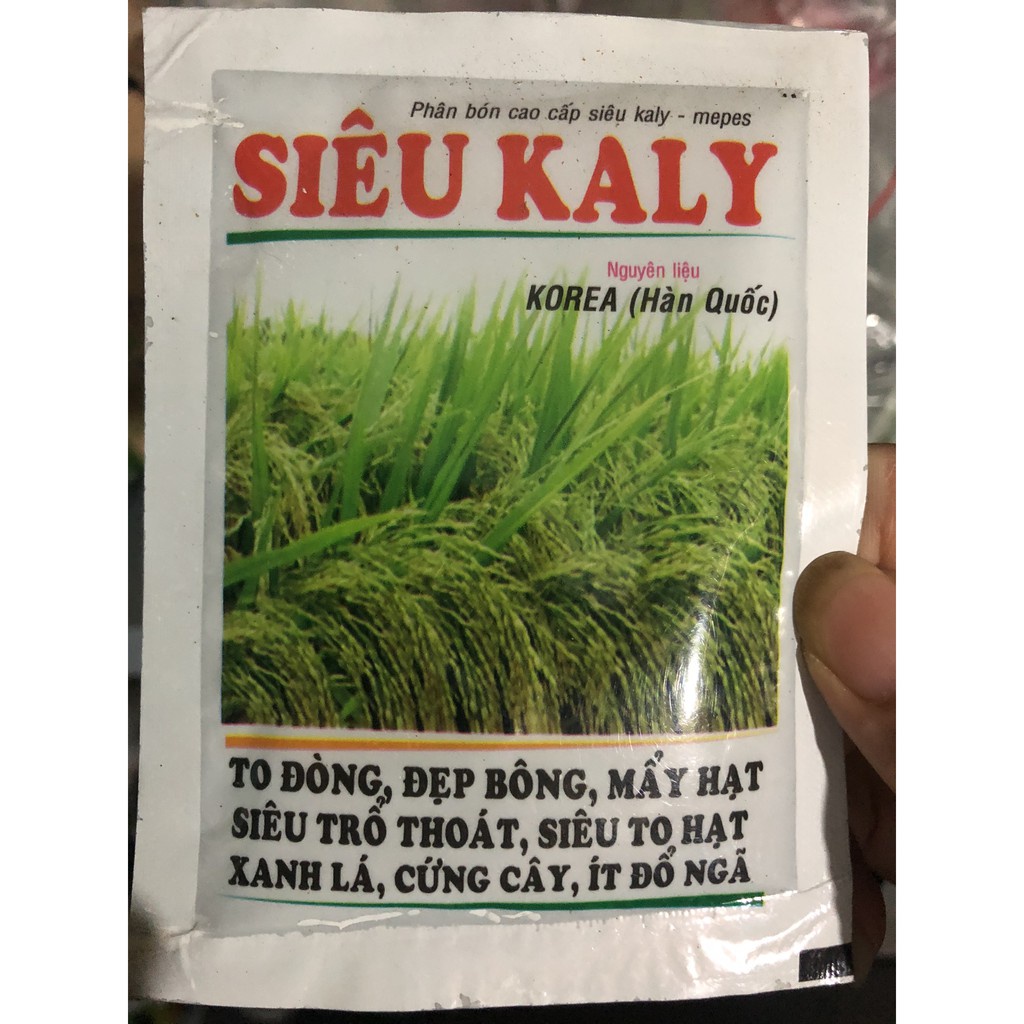 Phân bón cao cấp siêu kaly - mepes
SIÊU KALY
Nguyên liệu
KOREA (Hàn Quốc)
TO ĐÒNG, ĐẸP BÔNG, MẨY HẠT
SIÊU TRỔ THOÁT, SIÊU TO HẠT
XANH LÁ, CỨNG CÂY, ÍT ĐỔ NGÃ